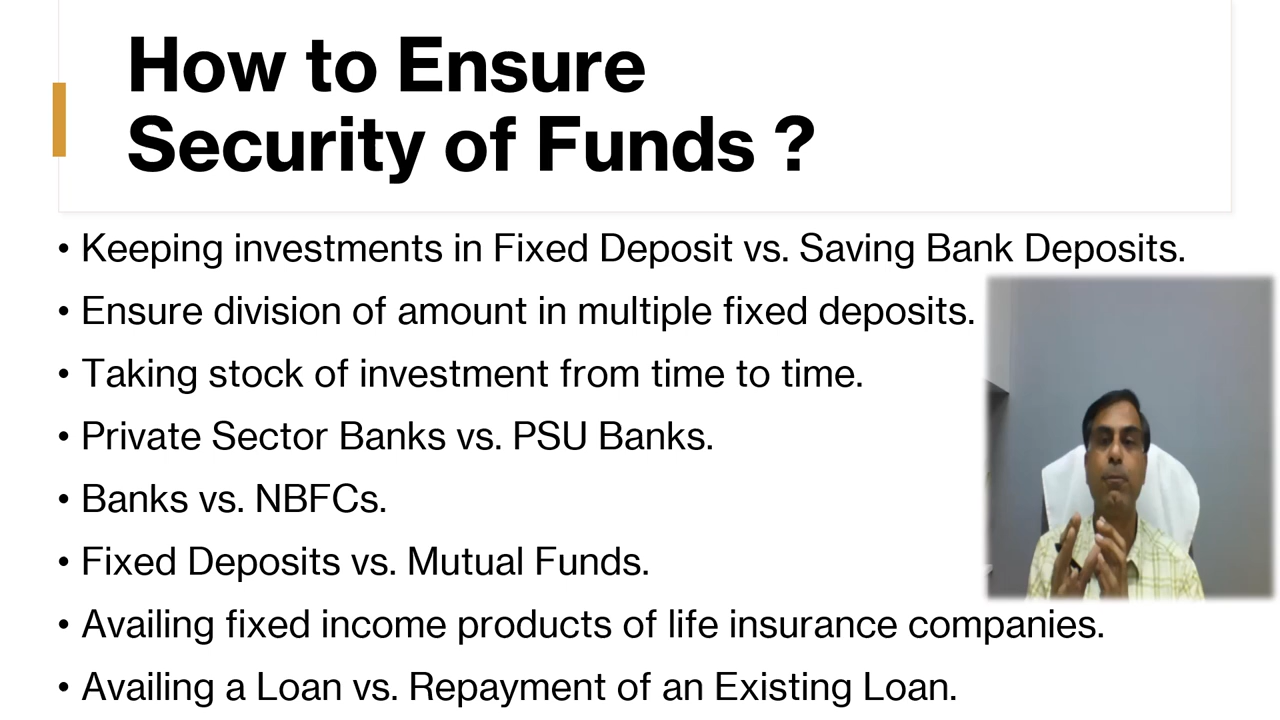 How to Ensure
Security of Funds ?
• Keeping investments in Fixed Deposit vs. Saving Bank Deposits.
• Ensure division of amount in multiple fixed deposits.
• Taking stock of investment from time to time.
• Private Sector Banks vs. PSU Banks.
• Banks vs. NBFCs.
• Fixed Deposits vs. Mutual Funds.
• Availing fixed income products of life insurance companies.
• Availing a Loan vs. Repayment of an Existing Loan.